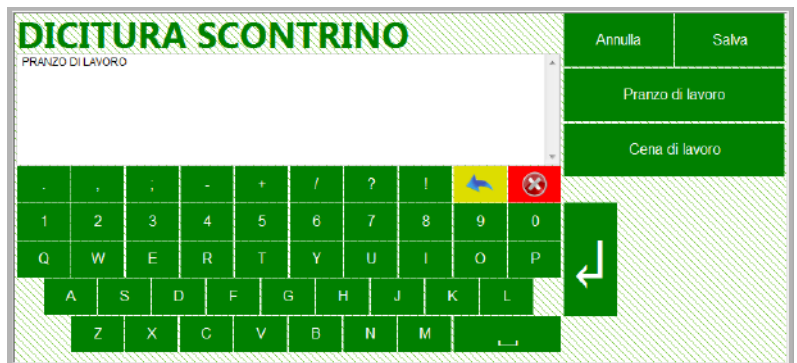 DICITURA SCONTRINO
PRANZO DI LAVORO
Annulla Salva
Pranzo di lavoro
Cena di lavoro
. , ; - + / ? !
1 2 3 4 5 6 7 8 9 0
Q W E R T Y U I O P
A S D F G H J K L
Z X C V B N M